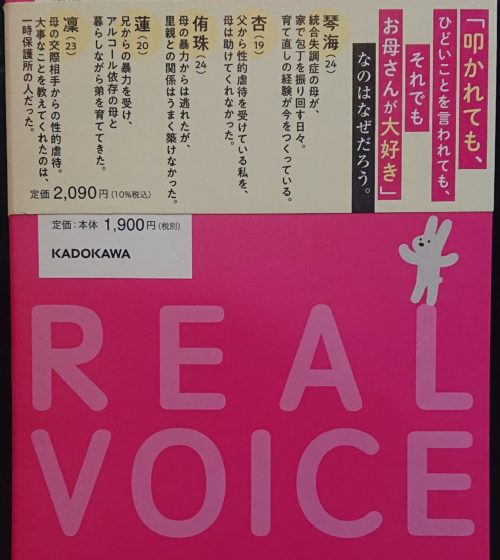 「叩かれても、
ひどいことを言われても、
それでも
お母さんが大好き」
なのはなぜだろう。
琴海(24)
統合失調症の母が、
家で包丁を振り回す日々。
育て直しの経験が今をつくっている。
杏(19)
父から性的虐待を受けている私を、
母は助けてくれなかった。
侑珠(24)
母の暴力からは逃れたが、
里親との関係はうまく築けなかった。
蓮(20)
兄からの暴力を受け、
アルコール依存の母と
暮らしながら弟を育ててきた。
凜(23)
母の交際相手からの性的虐待。
大事なことを教えてくれたのは、
一時保護所の人だった。
定価 2,090円(10%税込)
定価:本体 1,900円(税別)
KADOKAWA
REAL
VOICE